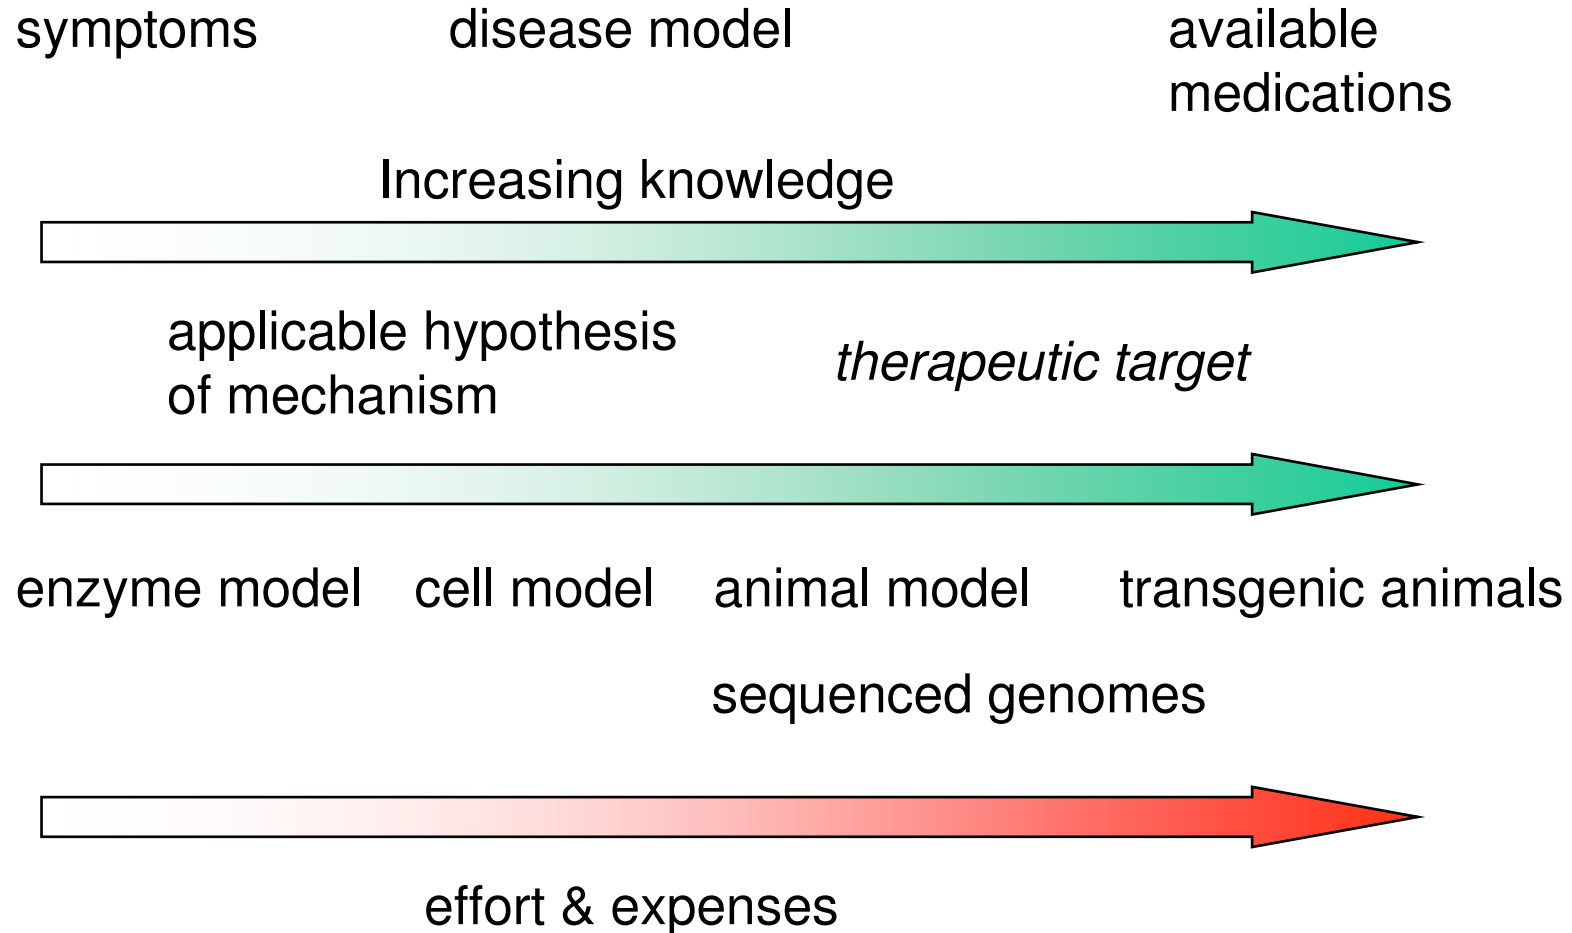 symptoms disease model available
medications
Increasing knowledge
applicable hypothesis
of mechanism
therapeutic target
enzyme model cell model animal model transgenic animals
sequenced genomes
effort & expenses